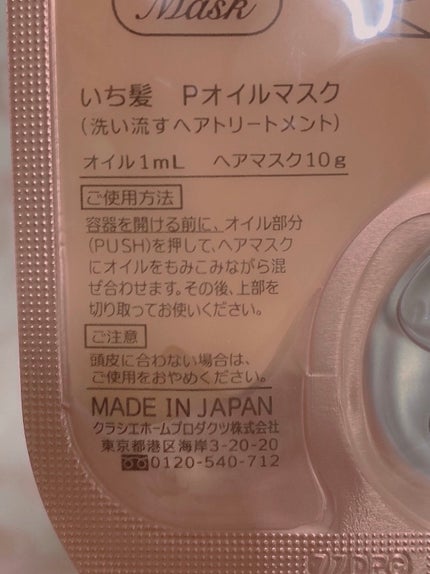 Mask
いち髪 Pオイルマスク
(洗い流すヘアトリートメント)
オイル1mL ヘアマスク10g
ご使用方法
容器を開ける前に、オイル部分
(PUSH)を押して、ヘアマスク
にオイルをもみこみながら混
ぜ合わせます。その後、上部を
切り取ってお使いください。
ご注意
頭皮に合わない場合は、
ご使用をおやめください。
MADE IN JAPAN
クラシエホームプロダクツ株式会社
東京都港区海岸3-20-20
0120-540-712